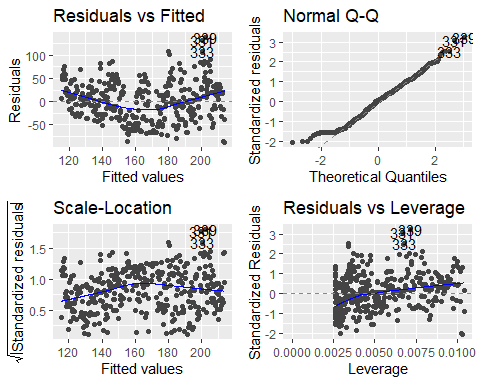 Residuals vs Fitted
Residuals
100
50
0
-50
120 140 160 180 200
Fitted values
Normal Q-Q
Standardized residuals
3
2
1
0
-1
-2
-2 0 2
Theoretical Quantiles
Scale-Location
√|Standardized residuals|
1.5
1.0
0.5
120 140 160 180 200
Fitted values
Residuals vs Leverage
Standardized Residuals
3
2
1
0
-1
-2
0.0000 0.0025 0.0050 0.0075 0.0100
Leverage